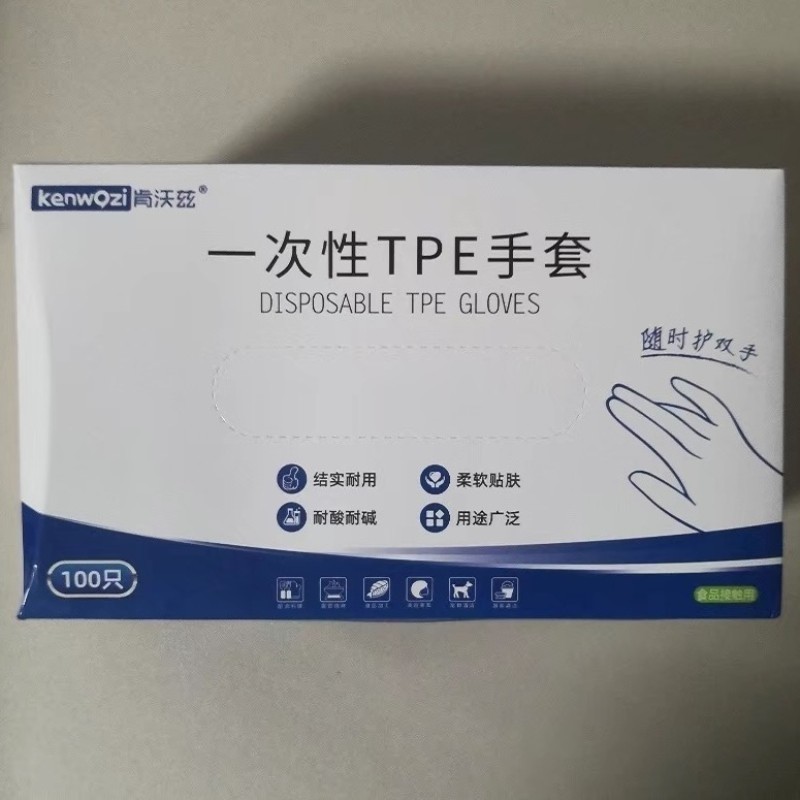 kenwozi肯沃兹®
一次性TPE手套
DISPOSABLE TPE GLOVES
随时护双手
结实耐用 柔软贴肤
耐酸耐碱 用途广泛
100只
食品接触用